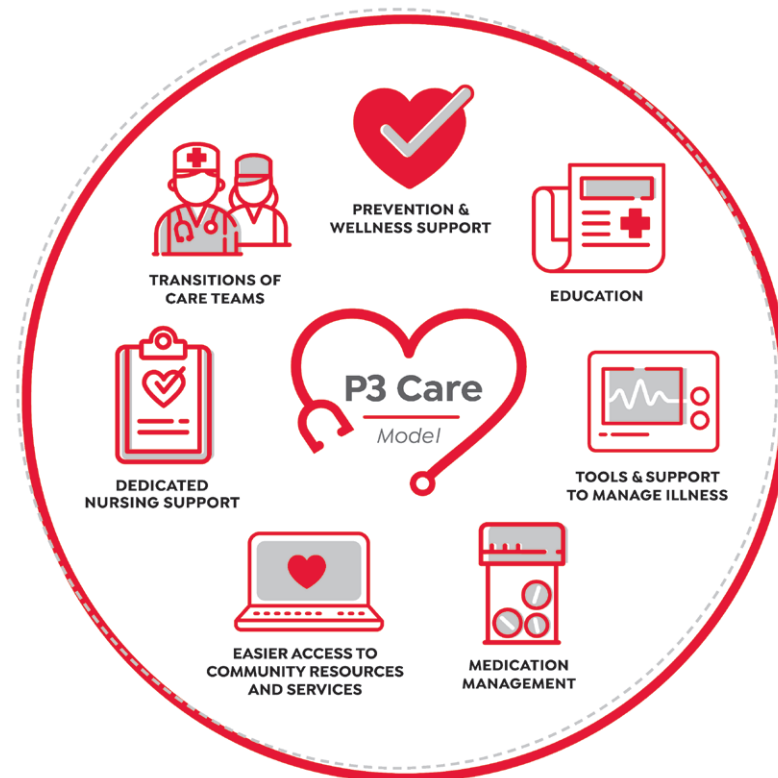 PREVENTION &
WELLNESS SUPPORT
EDUCATION
TOOLS & SUPPORT
TO MANAGE ILLNESS
MEDICATION
MANAGEMENT
EASIER ACCESS TO
COMMUNITY RESOURCES
AND SERVICES
DEDICATED
NURSING SUPPORT
TRANSITIONS OF
CARE TEAMS
P3 Care
Model